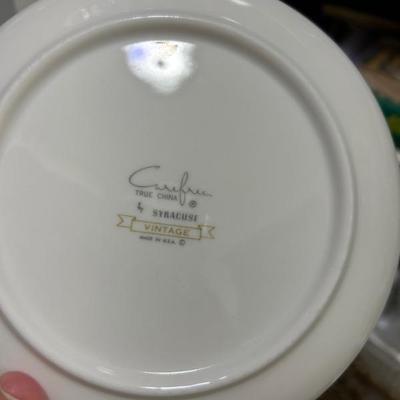 Carefree
TRUE CHINA ®
by SYRACUSE
VINTAGE
MADE IN U.S.A. ©